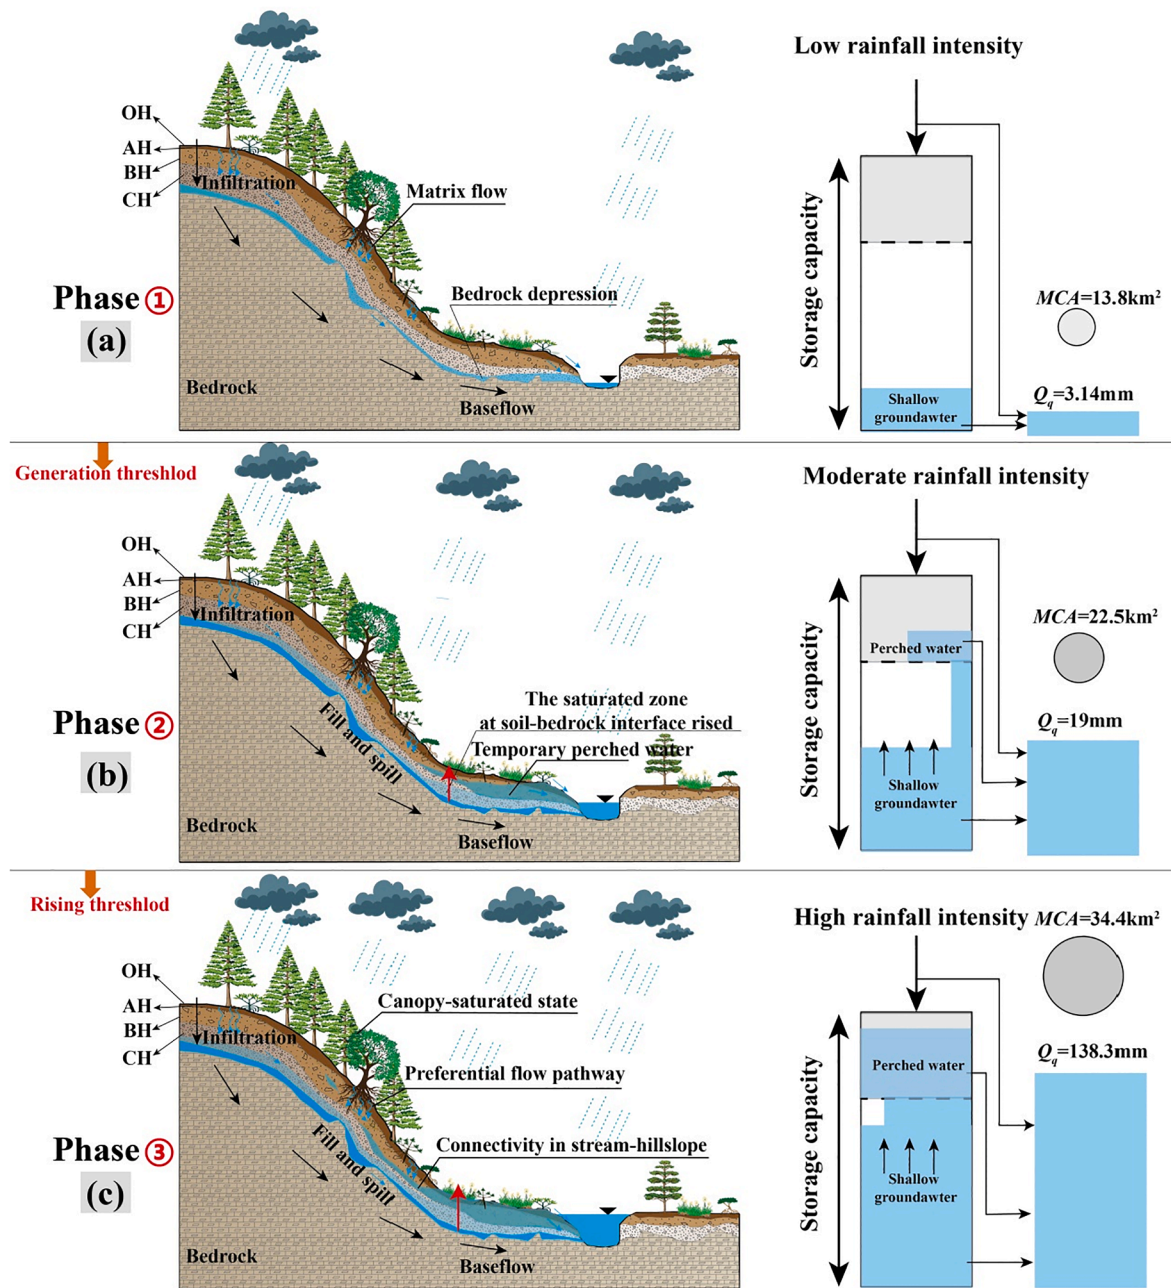 Low rainfall intensity
OH
AH
BH
CH
Infiltration
Matrix flow
Storage capacity
MCA=13.8km²
Phase ①
(a)
Bedrock depression
Bedrock
Baseflow
Shallow
groundawter
Qq=3.14mm
Generation threshlod
Moderate rainfall intensity
OH
AH
BH
CH
Infiltration
Storage capacity
MCA=22.5km²
Perched water
Phase ②
(b)
Fill and spill
The saturated zone
at soil-bedrock interface rised
Temporary perched water
Qq=19mm
Shallow
groundawter
Bedrock
Baseflow
Rising threshlod
High rainfall intensity
MCA=34.4km²
OH
AH
BH
CH
Infiltration
Canopy-saturated state
Preferential flow pathway
Storage capacity
Perched water
Qq=138.3mm
Phase ③
(c)
Fill and spill
Connectivity in stream-hillslope
Shallow
groundawter
Bedrock
Baseflow